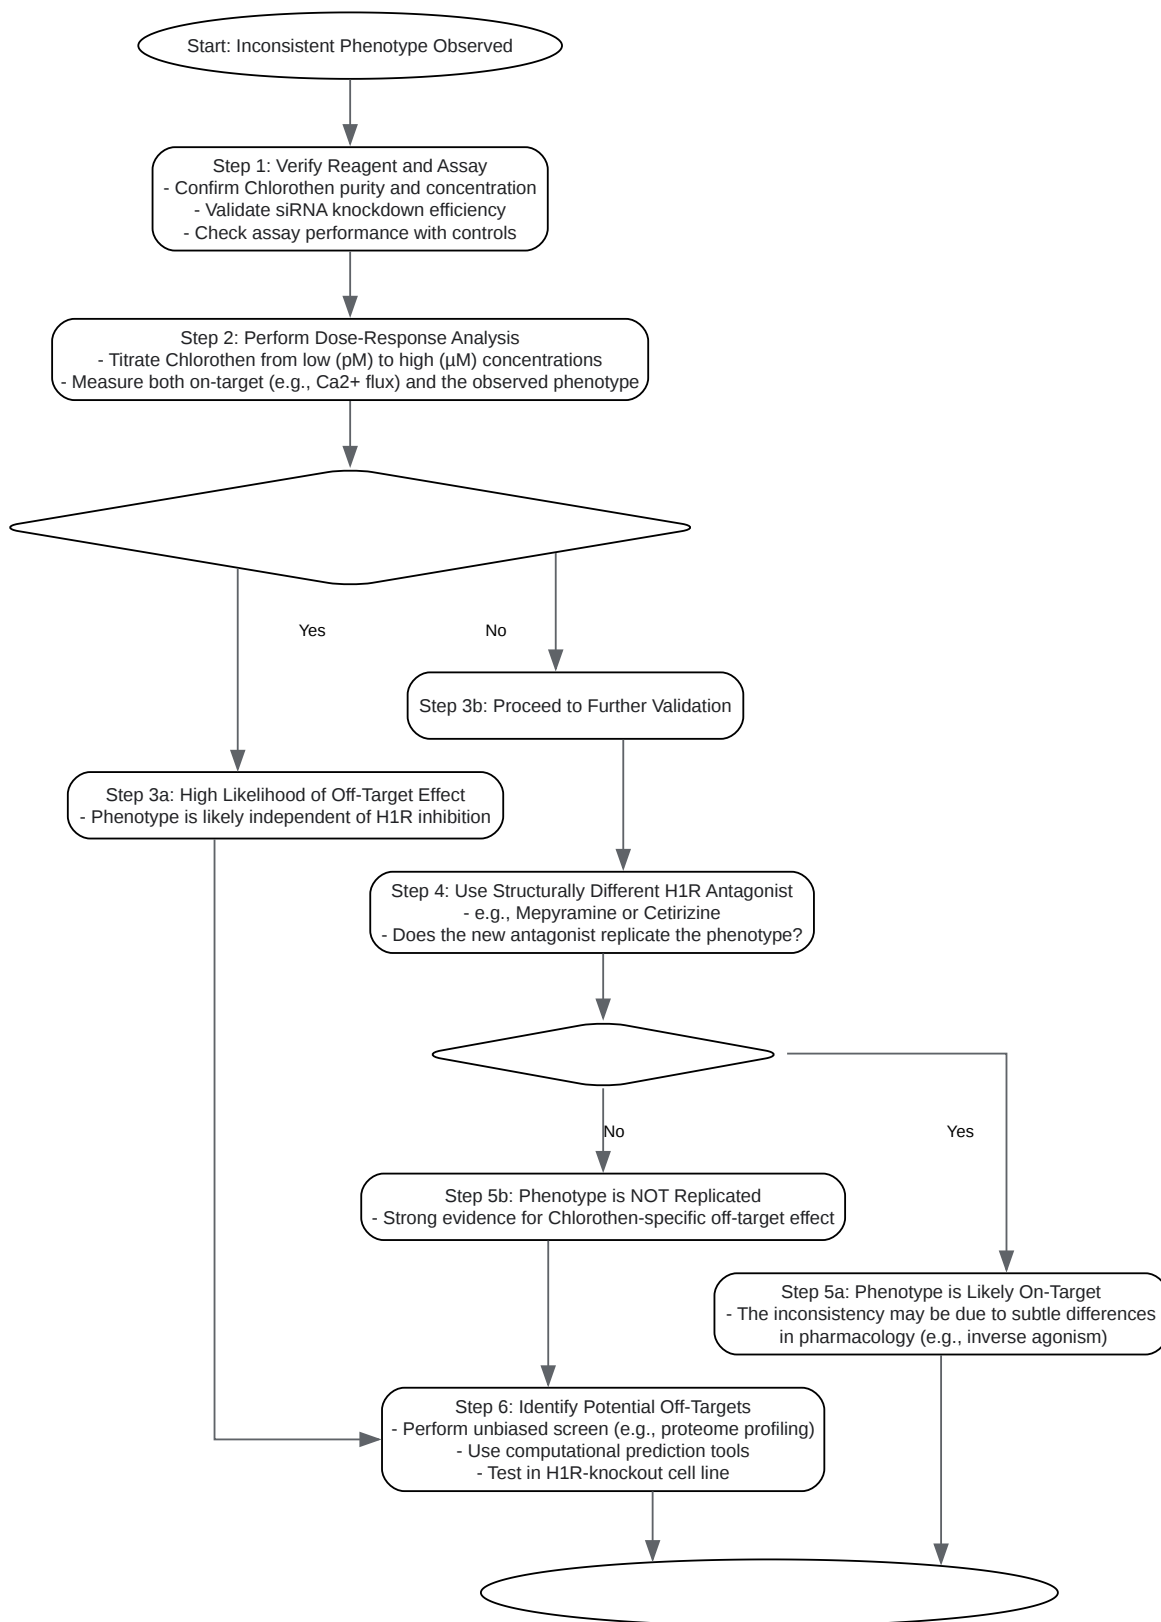 Start: Inconsistent Phenotype Observed
Step 1: Verify Reagent and Assay
- Confirm Chlorothen purity and concentration
- Validate siRNA knockdown efficiency
- Check assay performance with controls
Step 2: Perform Dose-Response Analysis
- Titrate Chlorothen from low (pM) to high (µM) concentrations
- Measure both on-target (e.g., Ca2+ flux) and the observed phenotype
Yes
No
Step 3b: Proceed to Further Validation
Step 3a: High Likelihood of Off-Target Effect
- Phenotype is likely independent of H1R inhibition
Step 4: Use Structurally Different H1R Antagonist
- e.g., Mepyramine or Cetirizine
- Does the new antagonist replicate the phenotype?
No
Yes
Step 5b: Phenotype is NOT Replicated
- Strong evidence for Chlorothen-specific off-target effect
Step 5a: Phenotype is Likely On-Target
- The inconsistency may be due to subtle differences
in pharmacology (e.g., inverse agonism)
Step 6: Identify Potential Off-Targets
- Perform unbiased screen (e.g., proteome profiling)
- Use computational prediction tools
- Test in H1R-knockout cell line